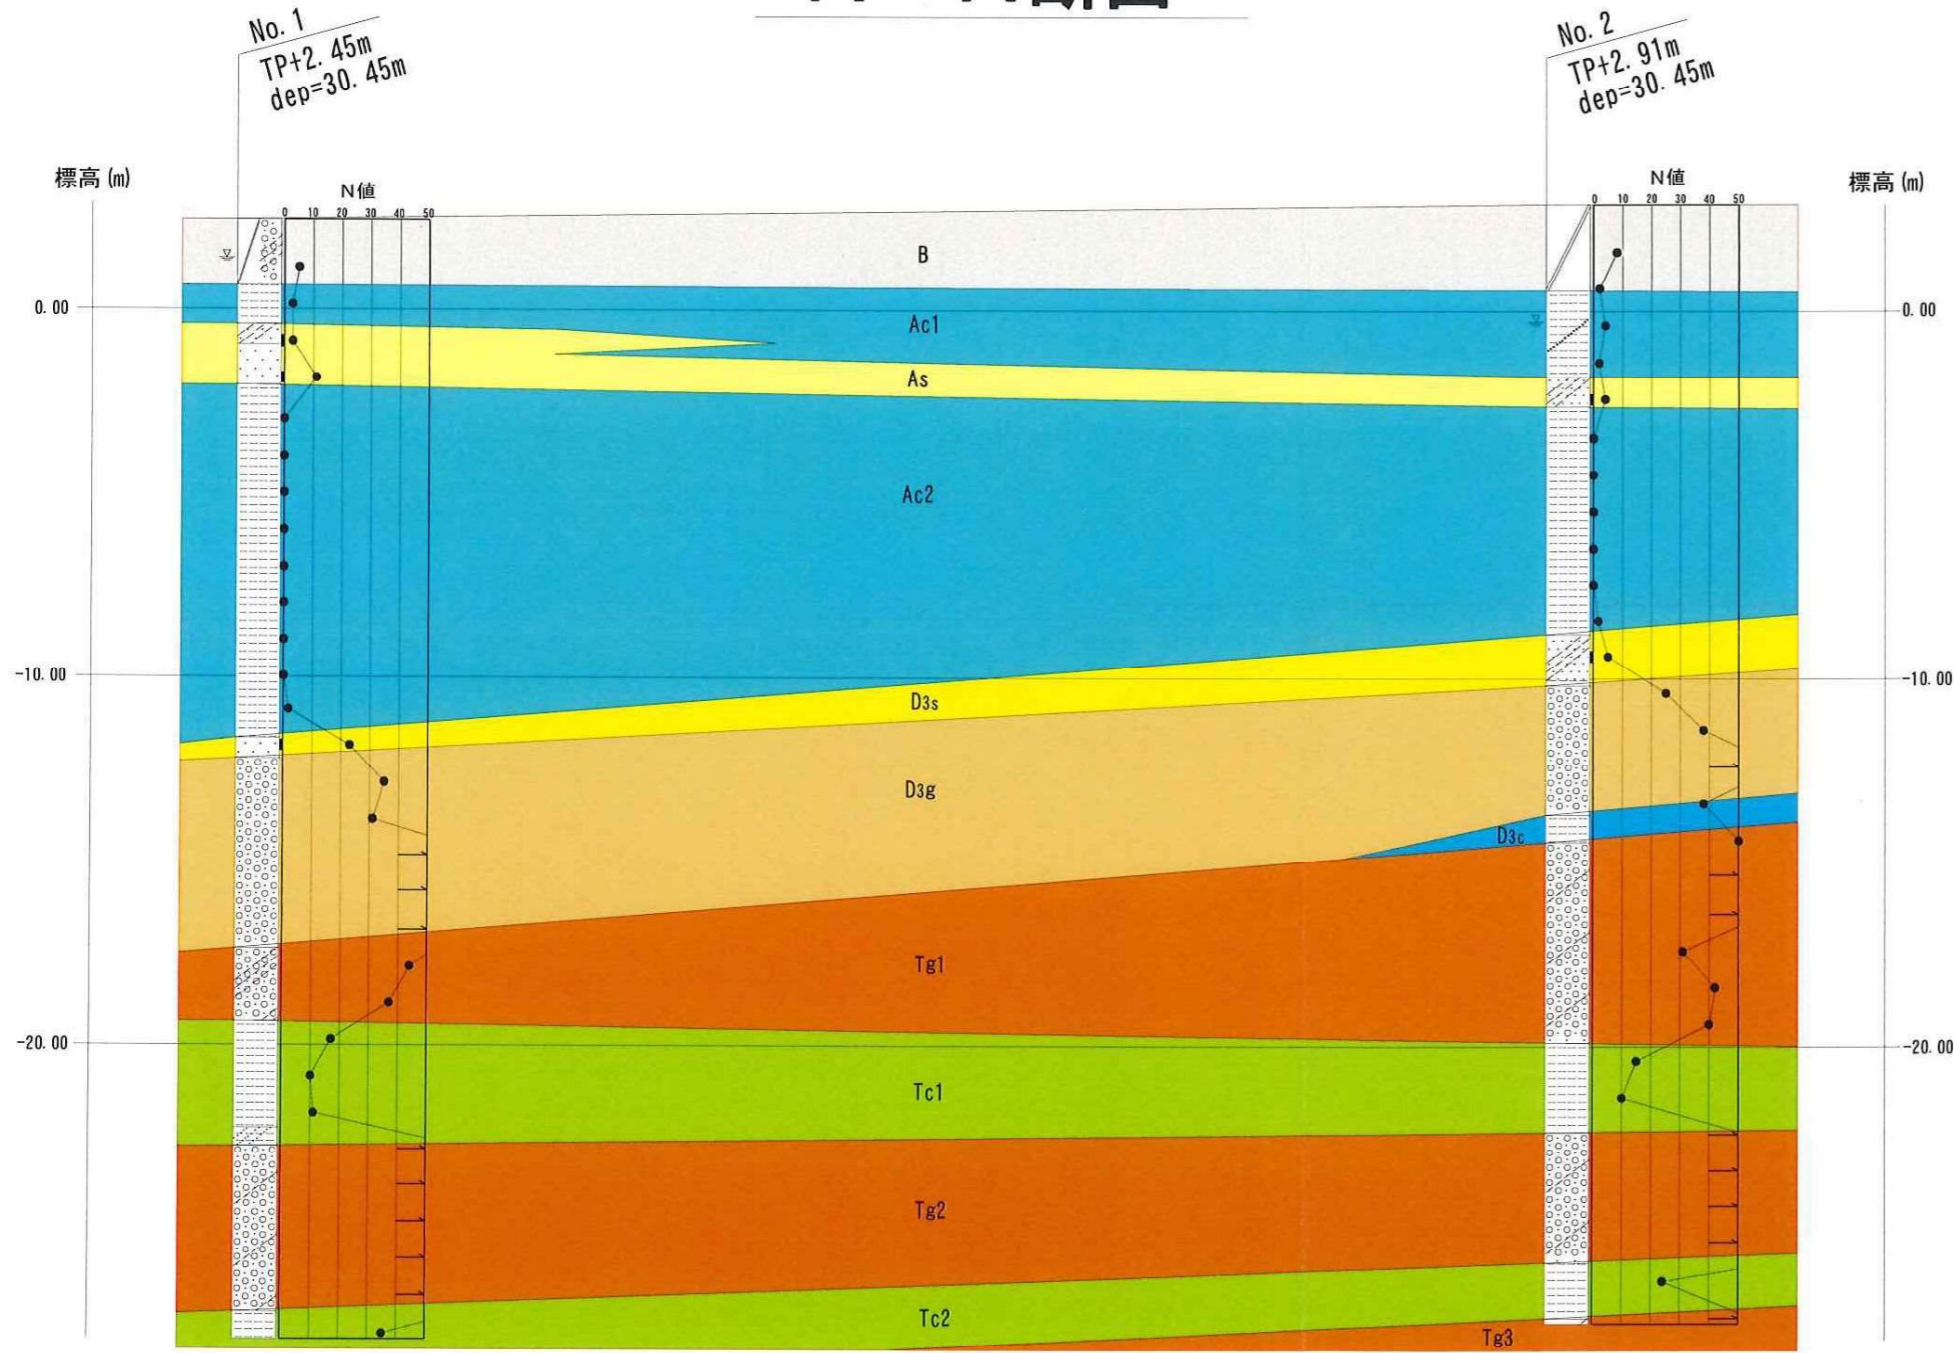 No. 1
TP+2. 45m
dep=30. 45m
No. 2
TP+2. 91m
dep=30. 45m
標高(m)
N値
0 10 20 30 40 50
N値
0 10 20 30 40 50
標高(m)
B
0. 00
Ac1
0. 00
As
Ac2
-10. 00
D3s
-10. 00
D3g
D3c
Tg1
-20. 00
-20. 00
Tc1
Tg2
Tc2
Tg3